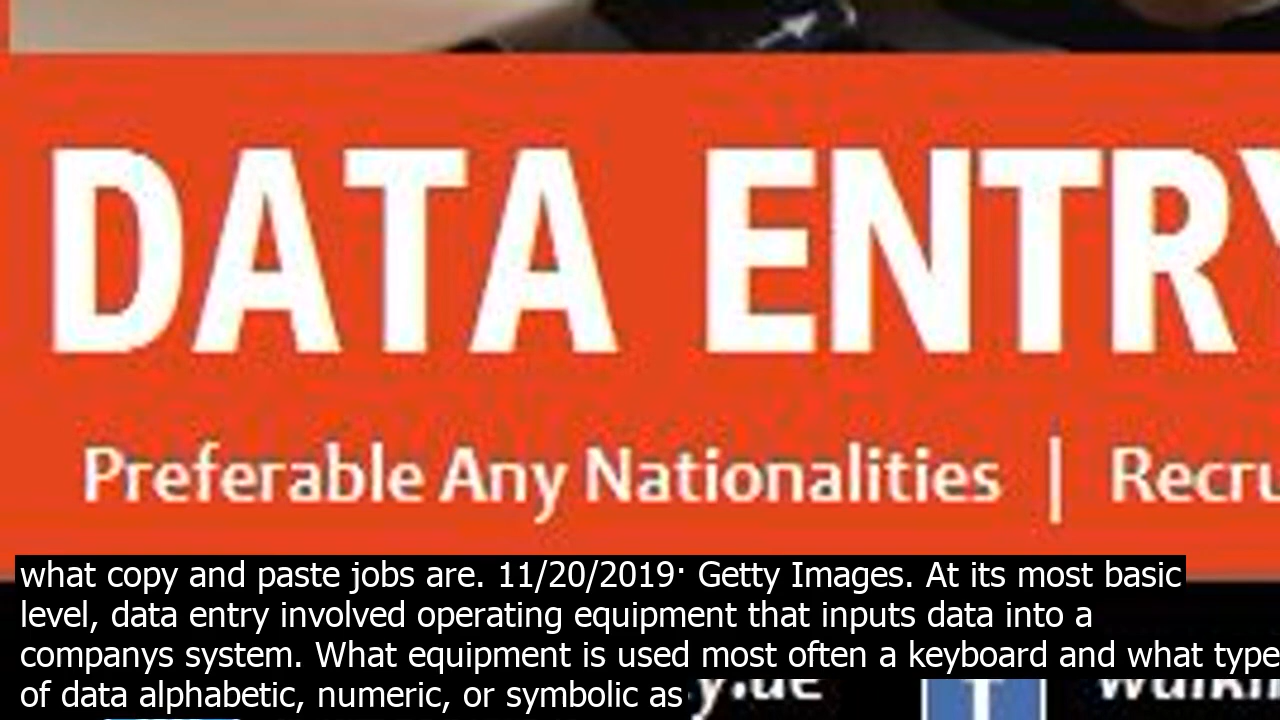 DATA ENTRY
Preferable Any Nationalities | Recru
what copy and paste jobs are. 11/20/2019· Getty Images. At its most basic
level, data entry involved operating equipment that inputs data into a
companys system. What equipment is used most often a keyboard and what type
of data alphabetic, numeric, or symbolic as